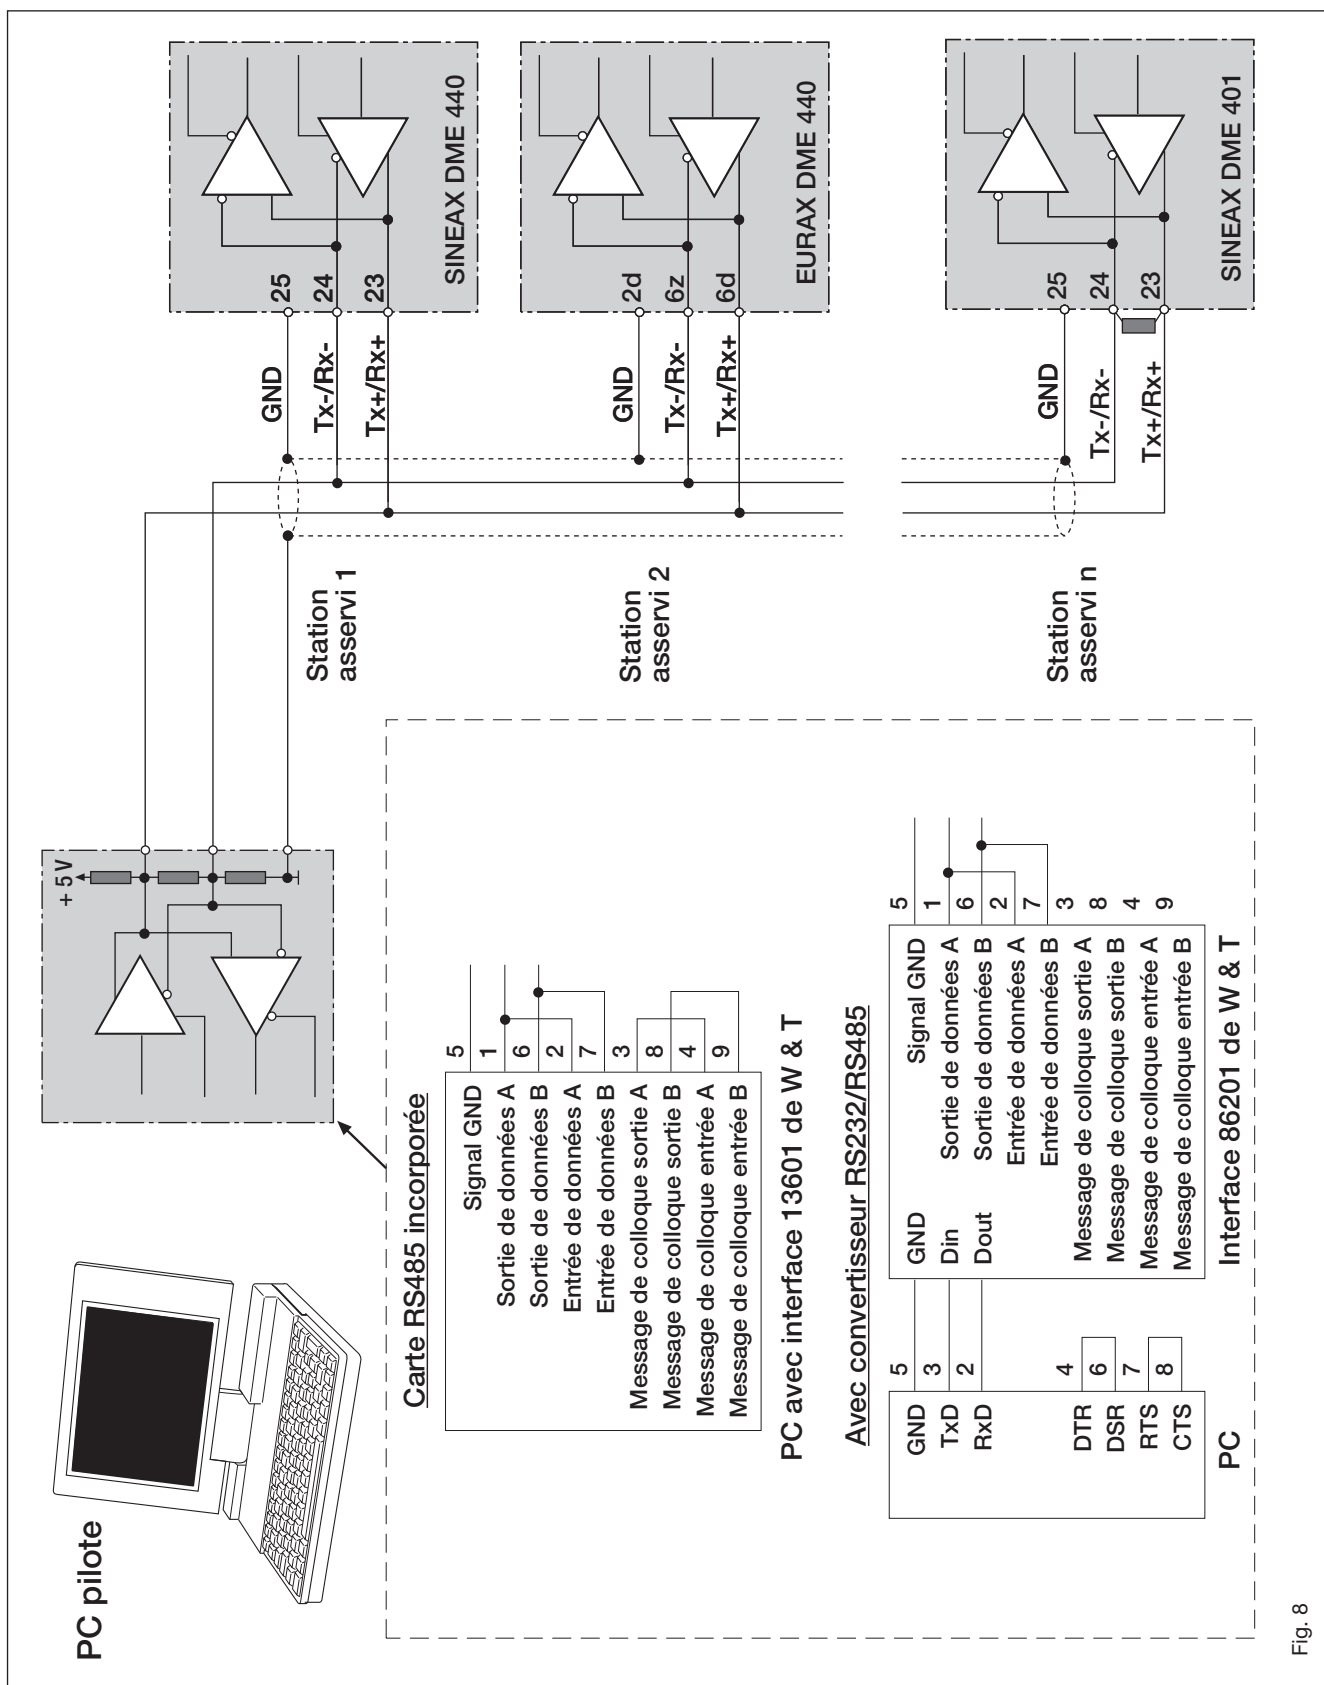 PC pilote
+ 5 V
Carte RS485 incorporée
Signal GND 5
Sortie de données A 1
Sortie de données B 6
Entrée de données A 2
Entrée de données B 7
Message de colloque sortie A 3
Message de colloque sortie B 8
Message de colloque entrée A 4
Message de colloque entrée B 9
PC avec interface 13601 de W & T
Avec convertisseur RS232/RS485
GND 5
TxD 3
RxD 2
DTR 4
DSR 6
RTS 7
CTS 8
PC
GND Signal GND 5
Din Sortie de données A 1
Dout Sortie de données B 6
Entrée de données A 2
Entrée de données B 7
Message de colloque sortie A 3
Message de colloque sortie B 8
Message de colloque entrée A 4
Message de colloque entrée B 9
Interface 86201 de W & T
Station
asservi 1
GND 25
Tx-/Rx- 24
Tx+/Rx+ 23
SINEAX DME 440
Station
asservi 2
GND 2d
Tx-/Rx- 6z
Tx+/Rx+ 6d
EURAX DME 440
Station
asservi n
GND 25
Tx-/Rx- 24
Tx+/Rx+ 23
SINEAX DME 401
Fig. 8